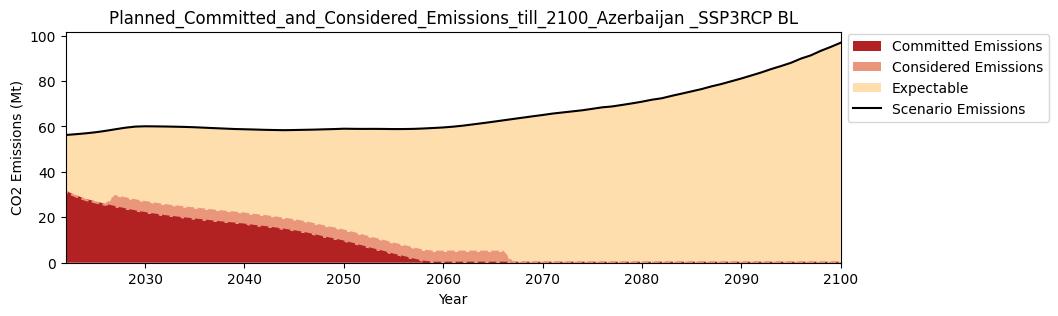 Planned_Committed_and_Considered_Emissions_till_2100_Azerbaijan _SSP3RCP BL
Committed Emissions
Considered Emissions
Expectable
Scenario Emissions
CO2 Emissions (Mt)
100
80
60
40
20
0
2030 2040 2050 2060 2070 2080 2090 2100
Year